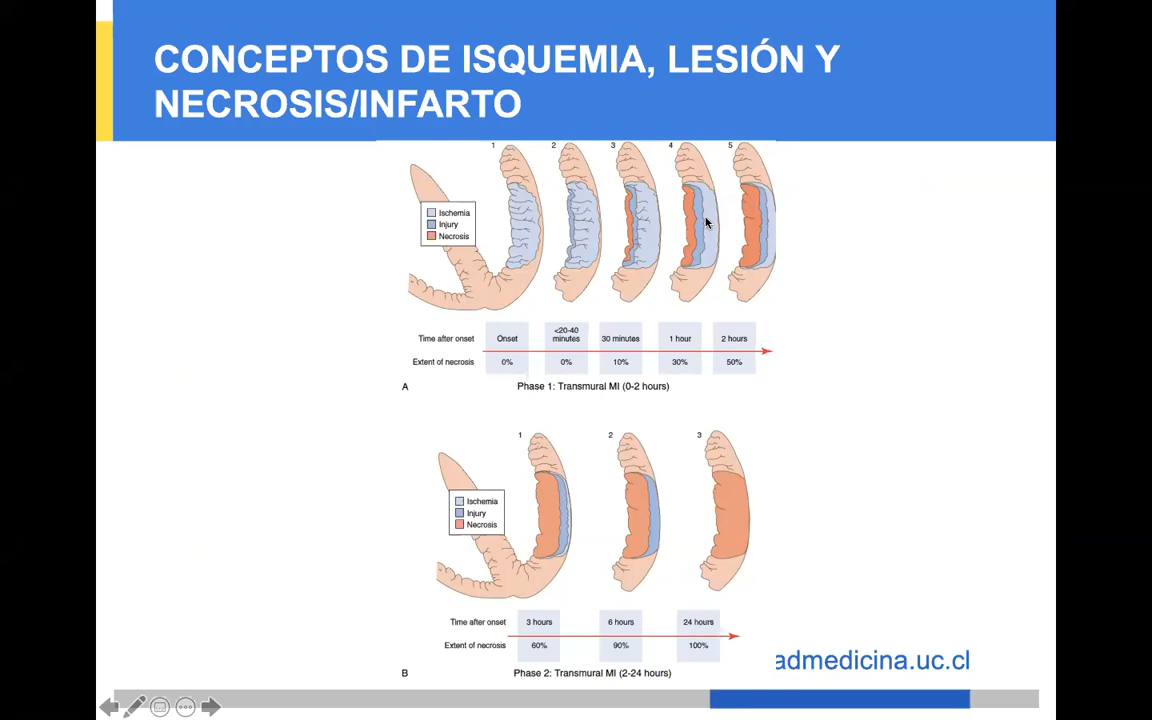 CONCEPTOS DE ISQUEMIA, LESIÓN Y
NECROSIS/INFARTO
1 2 3 4 5
Ischemia
Injury
Necrosis
<20-40
Time after onset Onset minutes 30 minutes 1 hour 2 hours
Extent of necrosis 0% 0% 10% 30% 50%
A Phase 1: Transmural MI (0-2 hours)
1 2 3
Ischemia
Injury
Necrosis
Time after onset 3 hours 6 hours 24 hours
Extent of necrosis 60% 90% 100%
admedicina.uc.cl
B Phase 2: Transmural MI (2-24 hours)